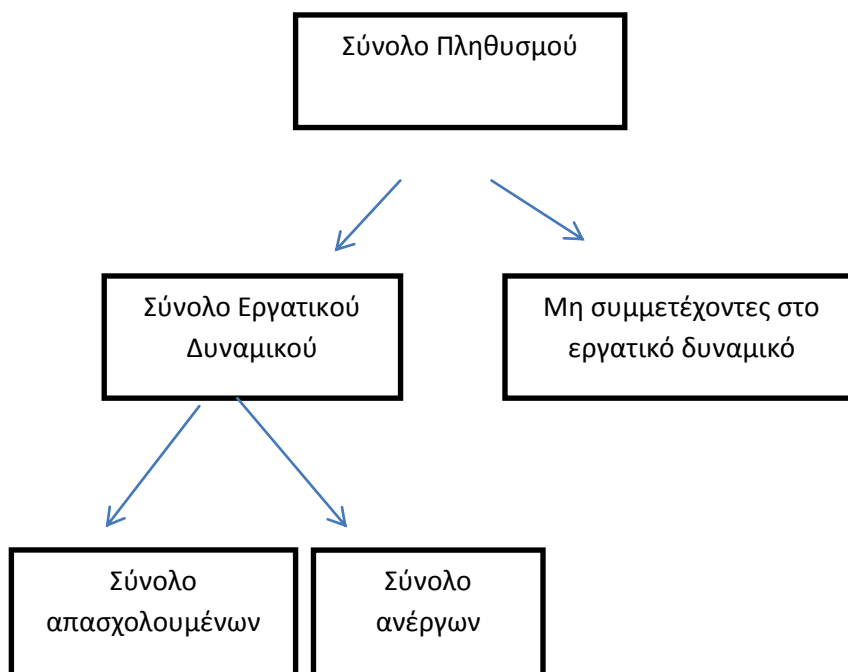 Σύνολο Πληθυσμού
Σύνολο Εργατικού
Δυναμικού
Μη συμμετέχοντες στο
εργατικό δυναμικό
Σύνολο
απασχολουμένων
Σύνολο
ανέργων